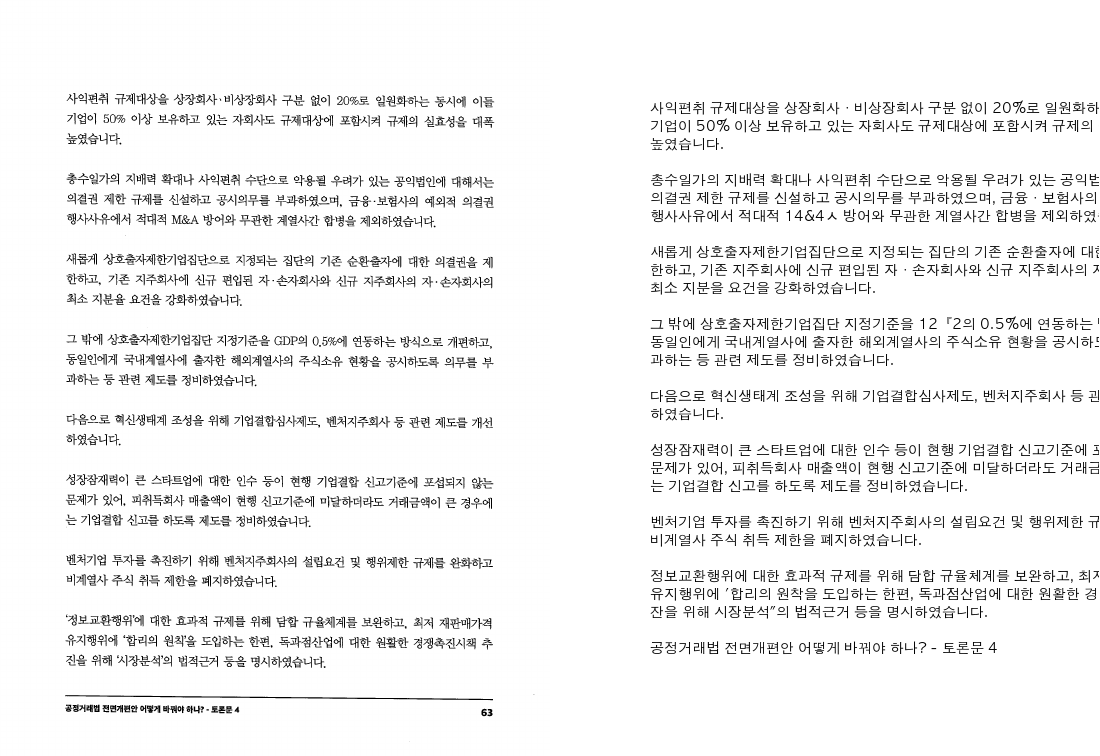 사익편취 규제대상을 상장회사·비상장회사 구분 없이 20%로 일원화하는 동시에 이들
기업이 50% 이상 보유하고 있는 자회사도 규제대상에 포함시켜 규제의 실효성을 대폭
높였습니다.
총수일가의 지배력 확대나 사익편취 수단으로 악용될 우려가 있는 공익법인에 대해서는
의결권 제한 규제를 신설하고 공시의무를 부과하였으며, 금융·보험사의 예외적 의결권
행사사유에서 적대적 M&A 방어와 무관한 계열사간 합병을 제외하였습니다.
새롭게 상호출자제한기업집단으로 지정되는 집단의 기존 순환출자에 대한 의결권을 제
한하고, 기존 지주회사에 신규 편입된 자·손자회사와 신규 지주회사의 자·손자회사의
최소 지분율 요건을 강화하였습니다.
그 밖에 상호출자제한기업집단 지정기준을 GDP의 0.5%에 연동하는 방식으로 개편하고,
동일인에게 국내계열사에 출자한 해외계열사의 주식소유 현황을 공시하도록 의무를 부
과하는 등 관련 제도를 정비하였습니다.
다음으로 혁신생태계 조성을 위해 기업결합심사제도, 벤처지주회사 등 관련 제도를 개선
하였습니다.
성장잠재력이 큰 스타트업에 대한 인수 등이 현행 기업결합 신고기준에 포섭되지 않는
문제가 있어, 피취득회사 매출액이 현행 신고기준에 미달하더라도 거래금액이 큰 경우에
는 기업결합 신고를 하도록 제도를 정비하였습니다.
벤처기업 투자를 촉진하기 위해 벤처지주회사의 설립요건 및 행위제한 규제를 완화하고
비계열사 주식 취득 제한을 폐지하였습니다.
'정보교환행위'에 대한 효과적 규제를 위해 담합 규율체계를 보완하고, 최저 재판매가격
유지행위에 '합리의 원칙'을 도입하는 한편, 독과점산업에 대한 원활한 경쟁촉진시책 추
진을 위해 '시장분석'의 법적근거 등을 명시하였습니다.
공정거래법 전면개편안 어떻게 바꿔야 하나? - 토론문 4
63
사익편취 규제대상을 상장회사 · 비상장회사 구분 없이 20%로 일원화하
기업이 50% 이상 보유하고 있는 자회사도 규제대상에 포함시켜 규제의
높였습니다.
총수일가의 지배력 확대나 사익편취 수단으로 악용될 우려가 있는 공익법
의결권 제한 규제를 신설하고 공시의무를 부과하였으며, 금융 · 보험사의
행사사유에서 적대적 14&4ㅅ 방어와 무관한 계열사간 합병을 제외하였
새롭게 상호출자제한기업집단으로 지정되는 집단의 기존 순환출자에 대한
한하고, 기존 지주회사에 신규 편입된 자 · 손자회사와 신규 지주회사의 자
최소 지분을 요건을 강화하였습니다.
그 밖에 상호출자제한기업집단 지정기준을 12『2의 0.5%에 연동하는
동일인에게 국내계열사에 출자한 해외계열사의 주식소유 현황을 공시하도
과하는 등 관련 제도를 정비하였습니다.
다음으로 혁신생태계 조성을 위해 기업결합심사제도, 벤처지주회사 등 관
하였습니다.
성장잠재력이 큰 스타트업에 대한 인수 등이 현행 기업결합 신고기준에 포
문제가 있어, 피취득회사 매출액이 현행 신고기준에 미달하더라도 거래금
는 기업결합 신고를 하도록 제도를 정비하였습니다.
벤처기엽 투자를 촉진하기 위해 벤처지주회사의 설립요건 및 행위제한 규
비계열사 주식 취득 제한을 폐지하였습니다.
정보교환행위에 대한 효과적 규제를 위해 담합 규율체계를 보완하고, 최저
유지행위에 '합리의 원착을 도입하는 한편, 독과점산업에 대한 원활한 경
잔을 위해 시장분석"의 법적근거 등을 명시하였습니다.
공정거래법 전면개편안 어떻게 바꿔야 하나? - 토론문 4